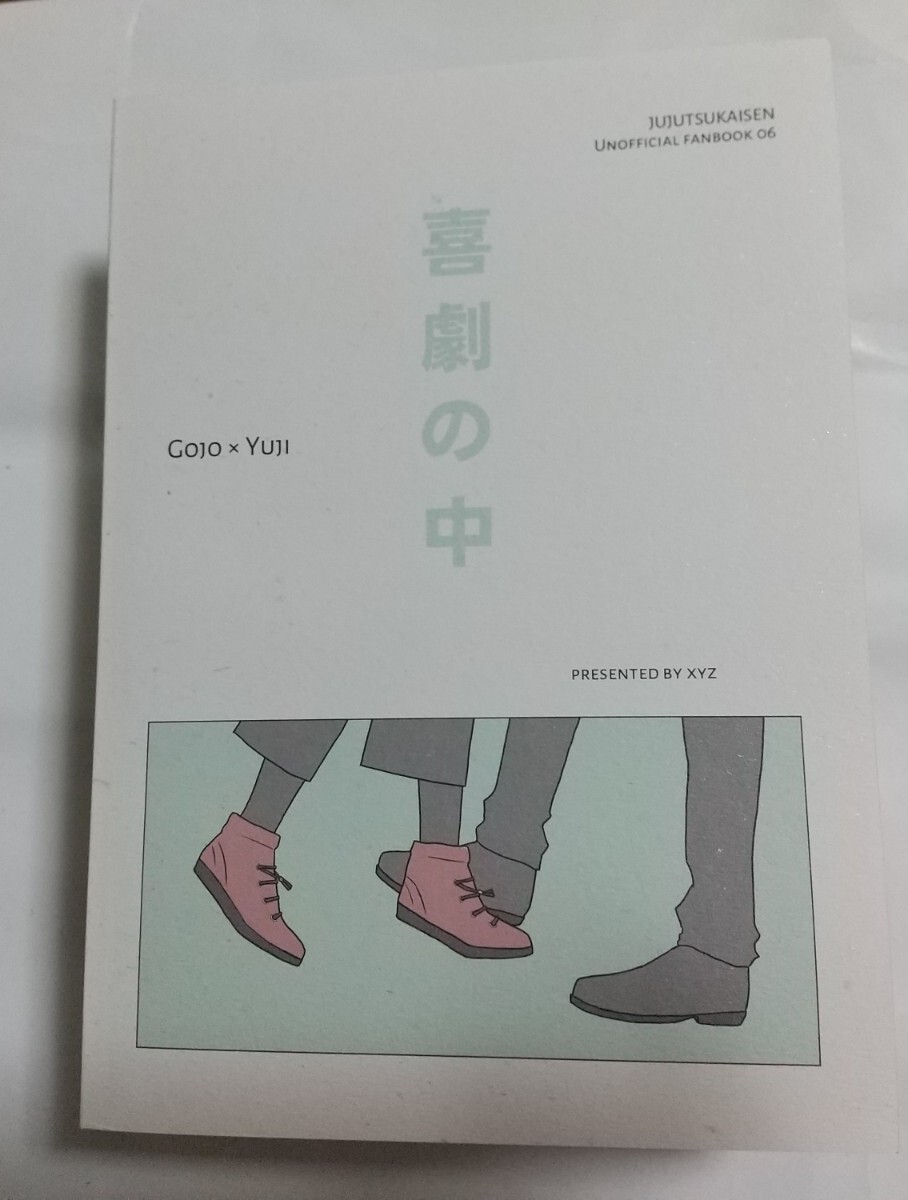 JUJUTSUKAISEN
UNOFFICIAL FANBOOK 06
喜劇の中
GOJO × YUJI
PRESENTED BY XYZ